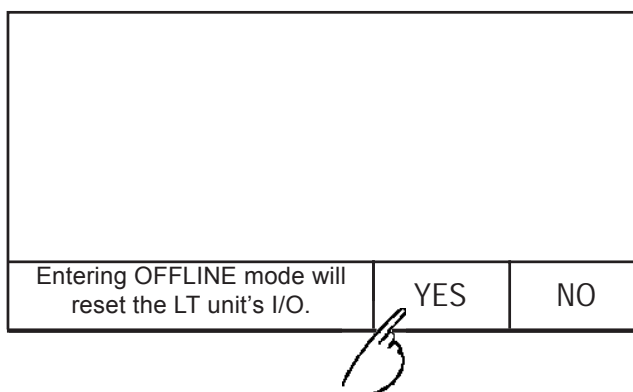 Entering OFFLINE mode will
reset the LT unit's I/O.
YES
NO